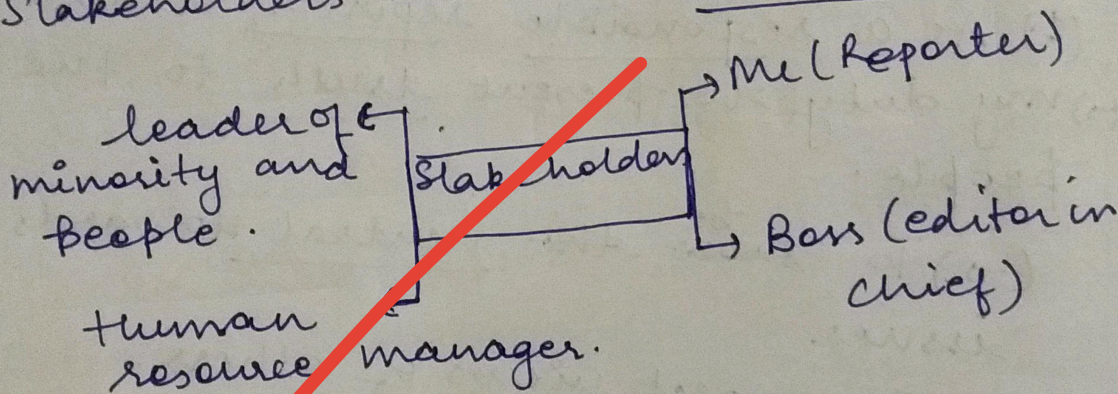 Stakeholders
leader of
minority and
people.
Human
resource manager.
Stakeholders
Me (Reporter)
Boss (editor in
chief)